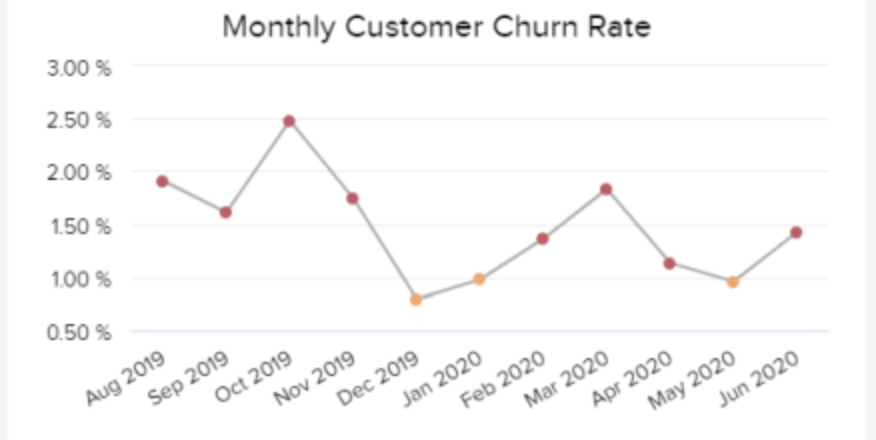 Monthly Customer Churn Rate
3.00 %
2.50 %
2.00 %
1.50 %
1.00 %
0.50 %
Aug 2019
Sep 2019
Oct 2019
Nov 2019
Dec 2019
Jan 2020
Feb 2020
Mar 2020
Apr 2020
May 2020
Jun 2020